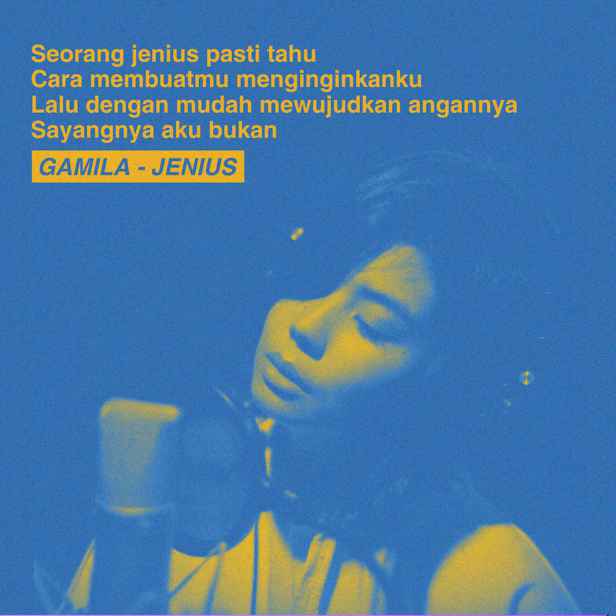 Seorang jenius pasti tahu
Cara membuatmu menginginkanku
Lalu dengan mudah mewujudkan angannya
Sayangnya aku bukan
GAMILA - JENIUS